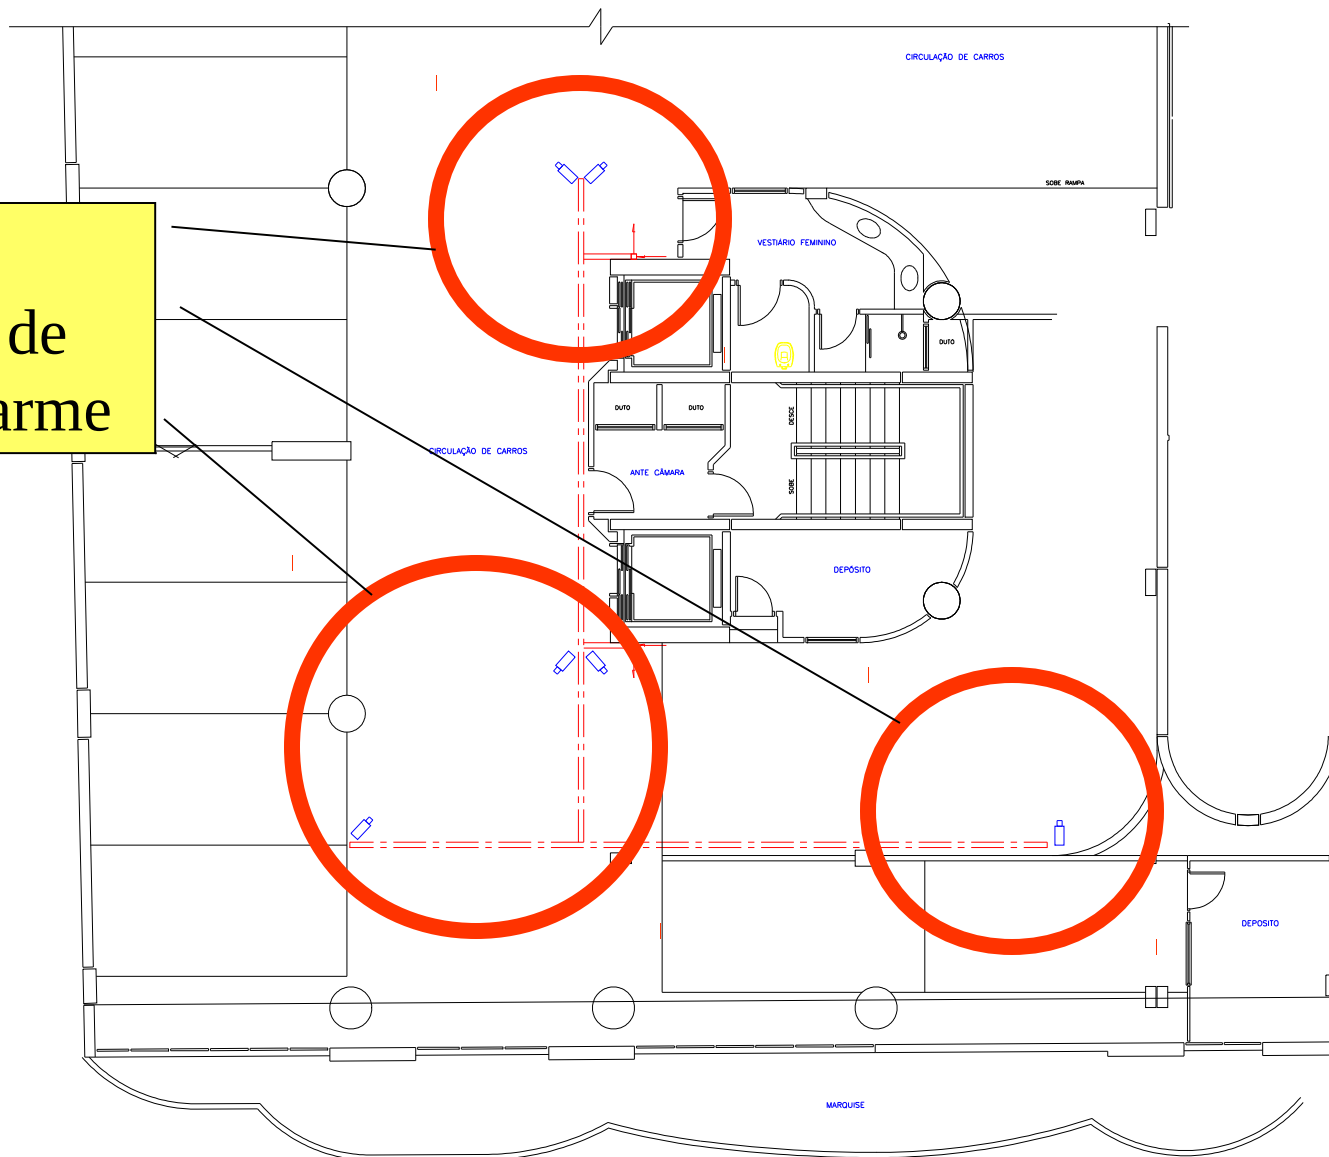 CIRCULAÇÃO DE CARROS
SOBE RAMPA
VESTIÁRIO FEMININO
de
arme
DUTO
DUTO
DUTO
DESCE
CIRCULAÇÃO DE CARROS
ANTE CÂMARA
SOBE
DEPÓSITO
DEPOSITO
MARQUISE